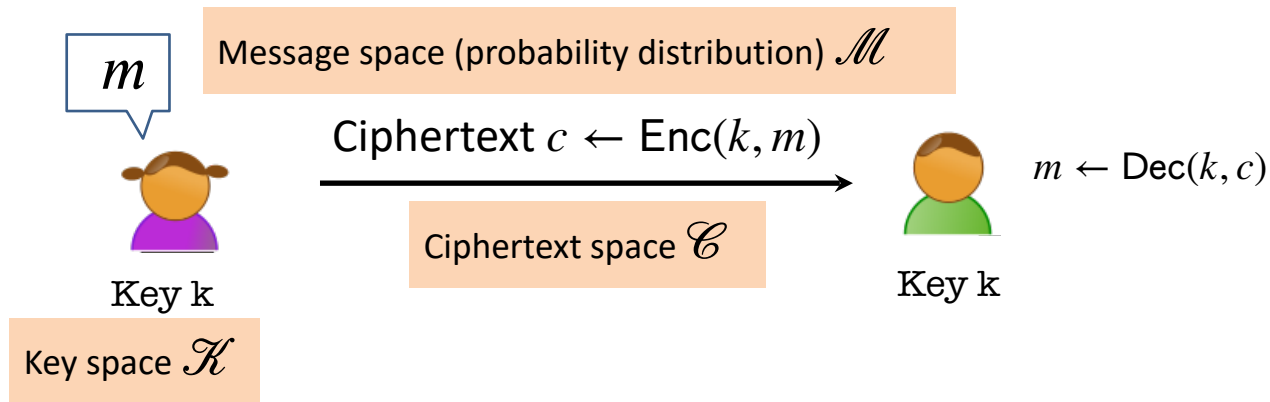 m
Message space (probability distribution) ℳ
Ciphertext c ← Enc(k, m)
m ← Dec(k, c)
Ciphertext space 𝒞
Key k
Key k
Key space 𝒦